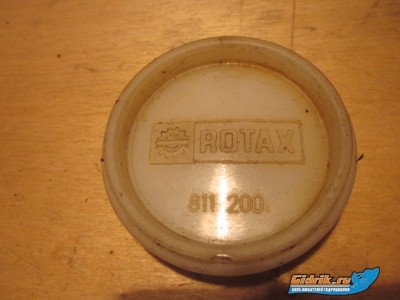 ROTAX
811 200
Gidrik.ru